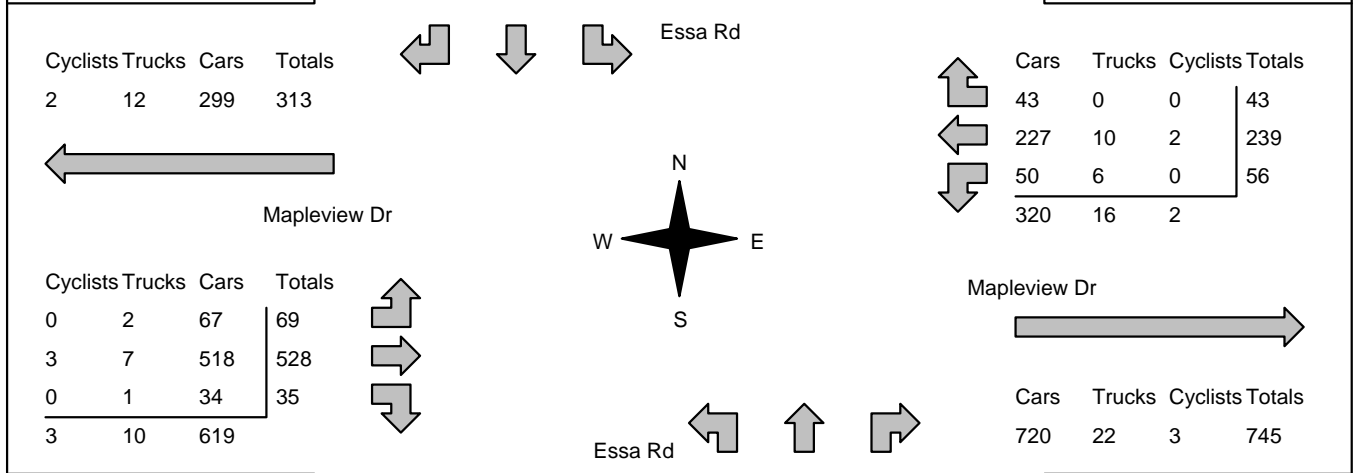 Essa Rd
Cyclists Trucks Cars Totals
2 12 299 313
Mapleview Dr
Cyclists Trucks Cars Totals
0 2 67 69
3 7 518 528
0 1 34 35
3 10 619
N
W E
S
Cars Trucks Cyclists Totals
43 0 0 43
227 10 2 239
50 6 0 56
320 16 2
Mapleview Dr
Cars Trucks Cyclists Totals
720 22 3 745
Essa Rd